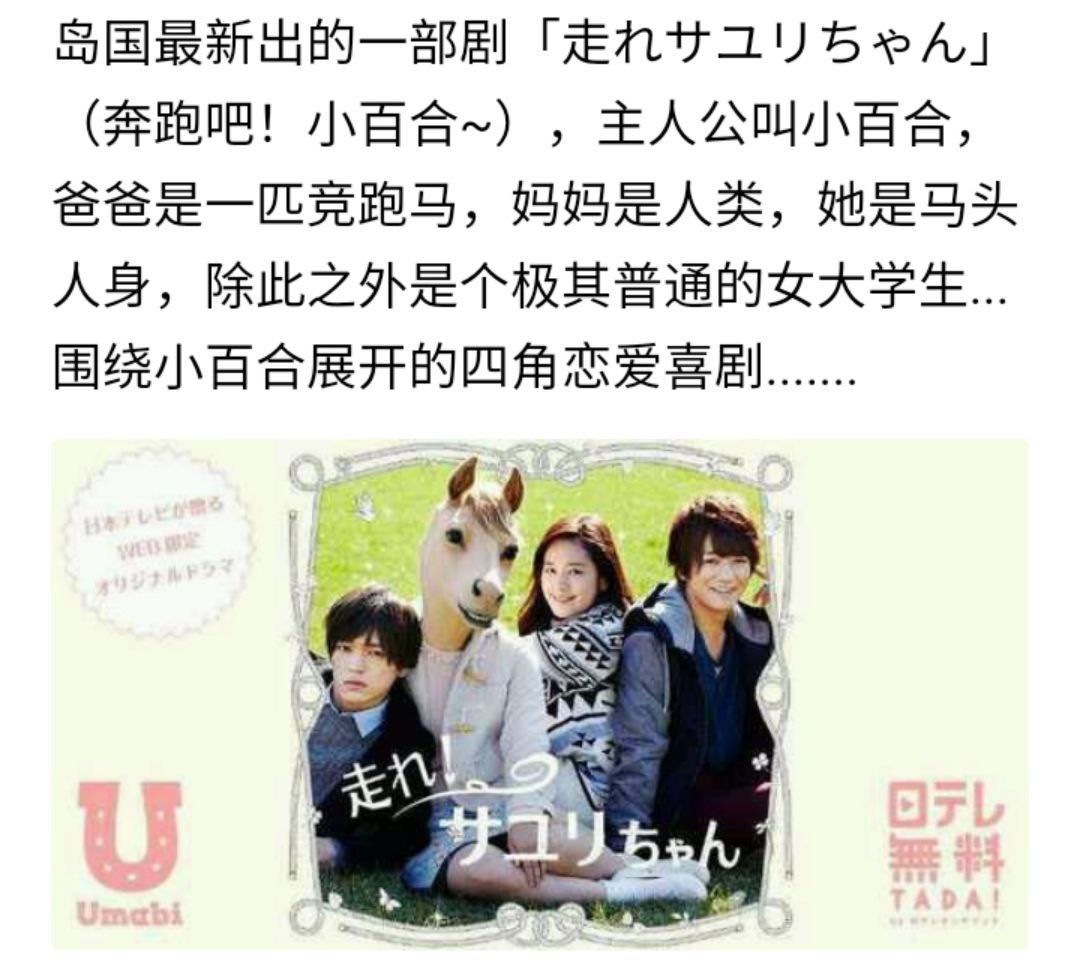 岛国最新出的一部剧「走れサユリちゃん」
（奔跑吧！小百合~），主人公叫小百合，
爸爸是一匹竞跑马，妈妈是人类，她是马头
人身，除此之外是个极其普通的女大学生...
围绕小百合展开的四角恋爱喜剧.......
日本テレビが贈る
WEB限定
オリジナルドラマ
走れ！
サユリちゃん
U
Umabi
日テレ
無料
TADA!